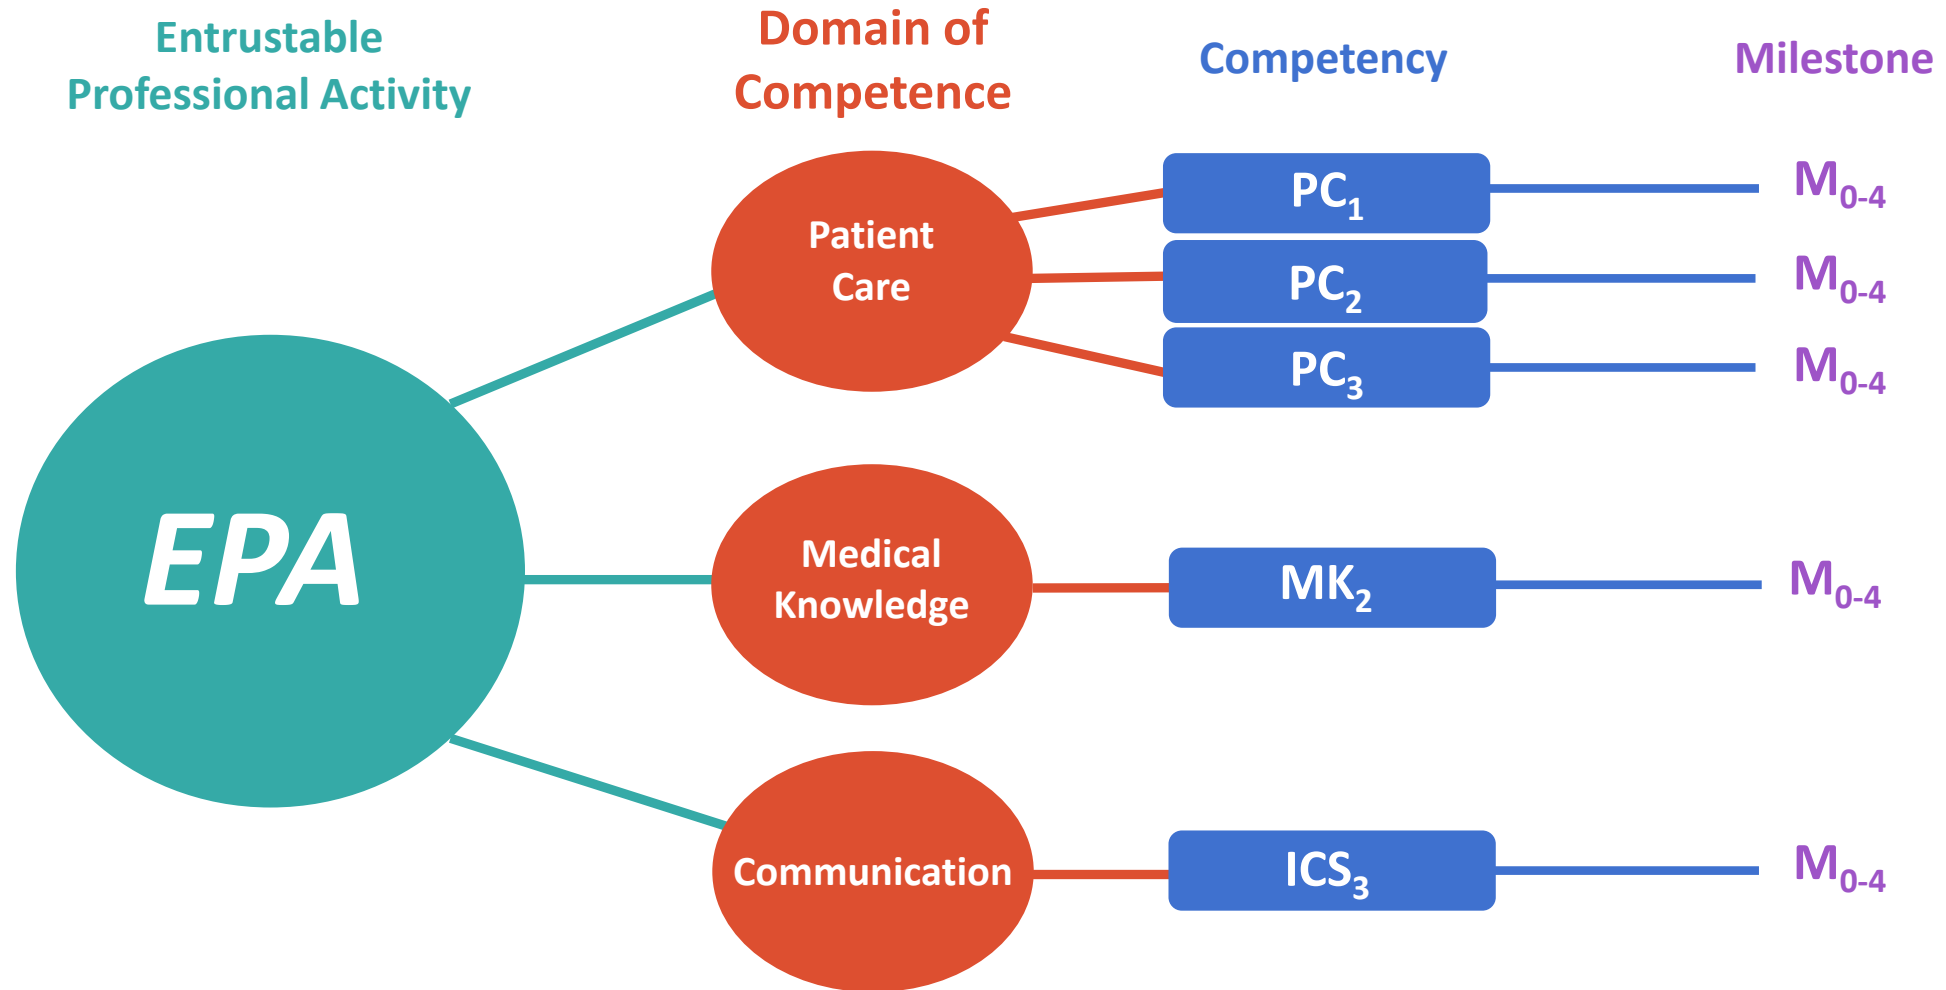 Entrustable
Professional Activity
Domain of
Competence
Competency
Milestone
EPA
Patient
Care
PC₁
M₀₋₄
PC₂
M₀₋₄
PC₃
M₀₋₄
Medical
Knowledge
MK₂
M₀₋₄
Communication
ICS₃
M₀₋₄